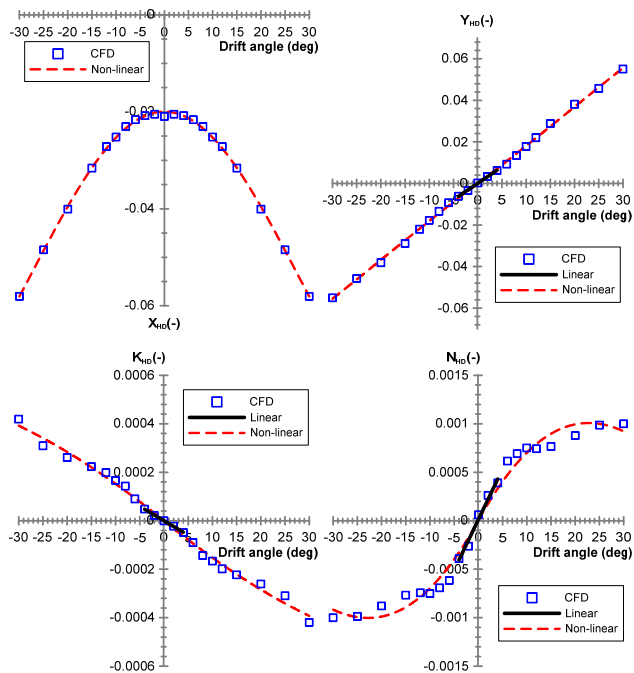 0
-30 -25 -20 -15 -10 -5 0 5 10 15 20 25 30
Drift angle (deg)
CFD
Non-linear
-0.02
-0.04
-0.06
X HD(-)
Y HD(-)
0.06
0.04
0.02
0
-30 -25 -20 -15 -10 -5 0 5 10 15 20 25 30
Drift angle (deg)
-0.02
-0.04
-0.06
CFD
Linear
Non-linear
K HD(-)
0.0006
0.0004
0.0002
0
-30 -25 -20 -15 -10 -5 0 5 10 15 20 25 30
Drift angle (deg)
-0.0002
-0.0004
-0.0006
CFD
Linear
Non-linear
N HD(-)
0.0015
0.001
0.0005
0
-30 -25 -20 -15 -10 -5 0 5 10 15 20 25 30
Drift angle (deg)
-0.0005
-0.001
-0.0015
CFD
Linear
Non-linear